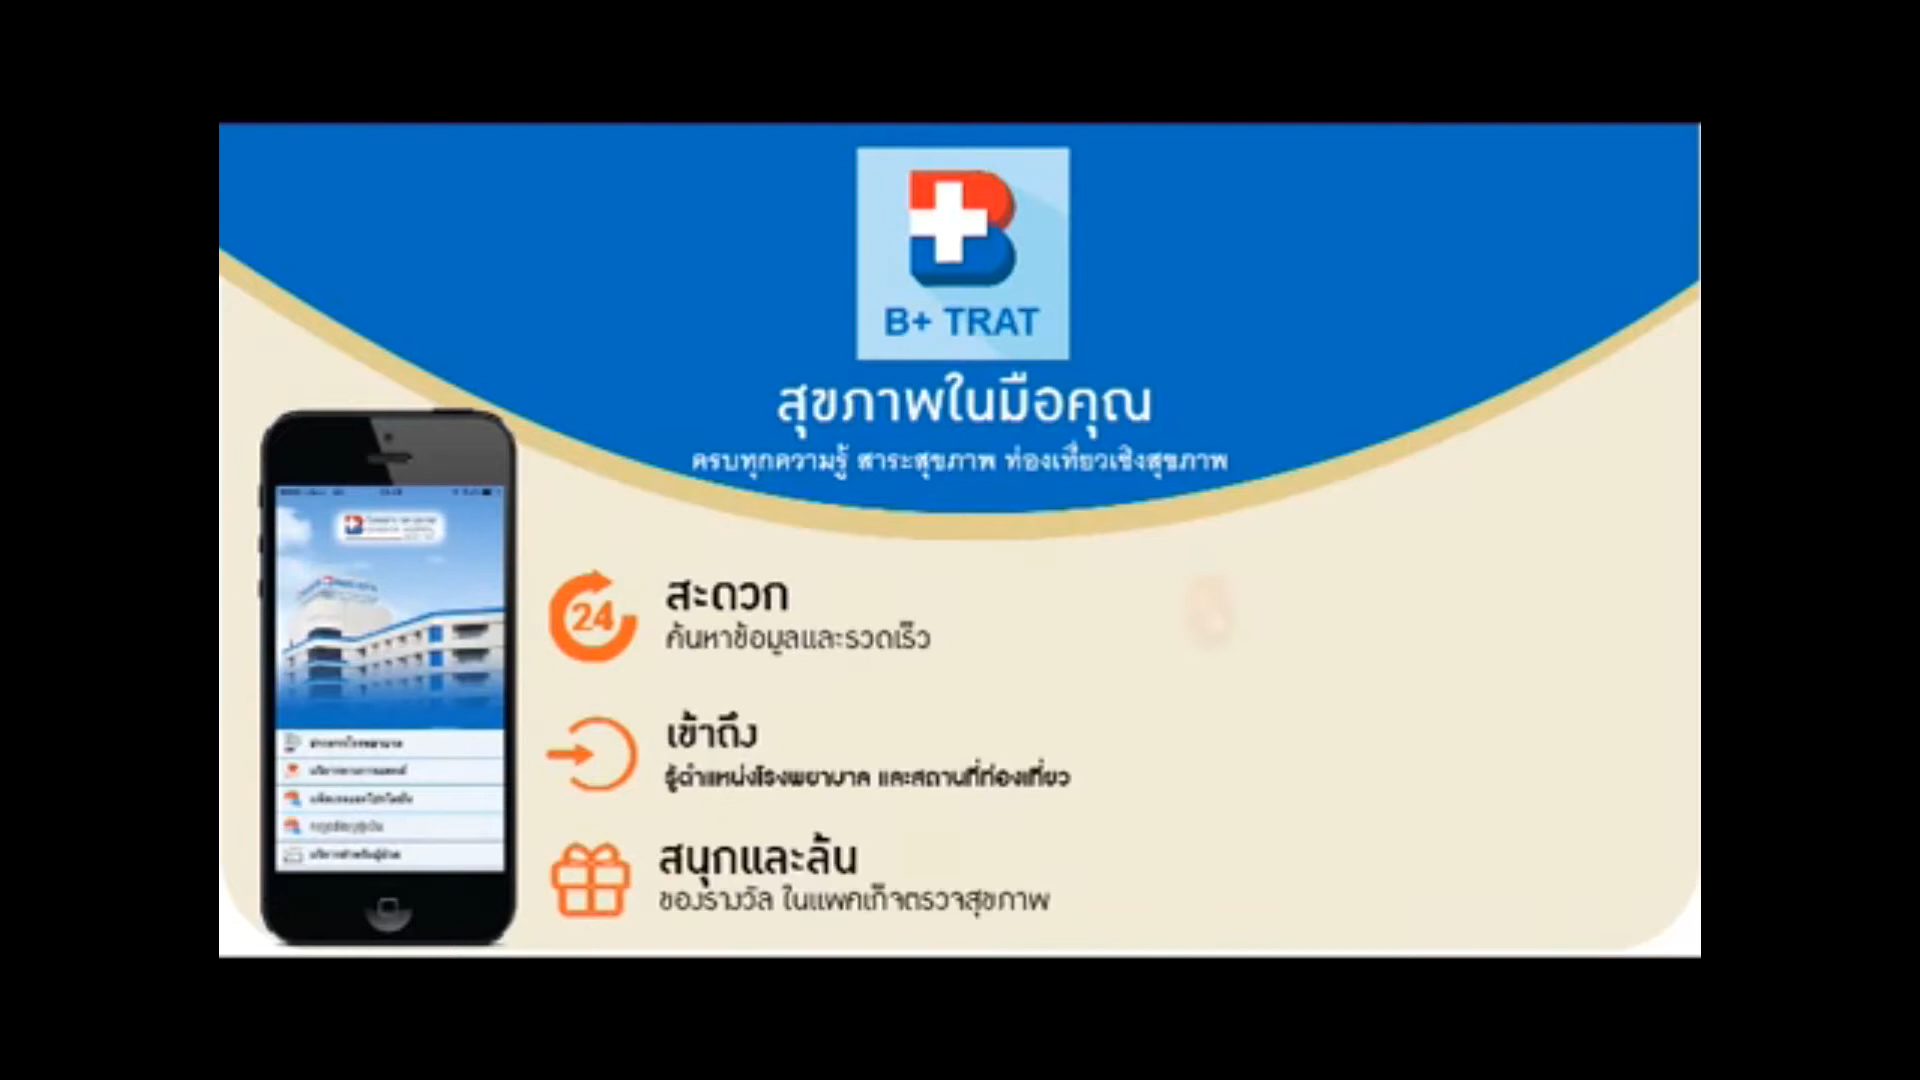 B+ TRAT
สุขภาพในมือคุณ
ครบทุกความรู้ สาระสุขภาพ ท่องเที่ยวเชิงสุขภาพ
24
สะดวก
ค้นหาข้อมูลและรวดเร็ว
เข้าถึง
รู้ตำแหน่งโรงพยาบาล และสถานที่ท่องเที่ยว
สนุกและลุ้น
ของรางวัล ในแพคเก็จตรวจสุขภาพ